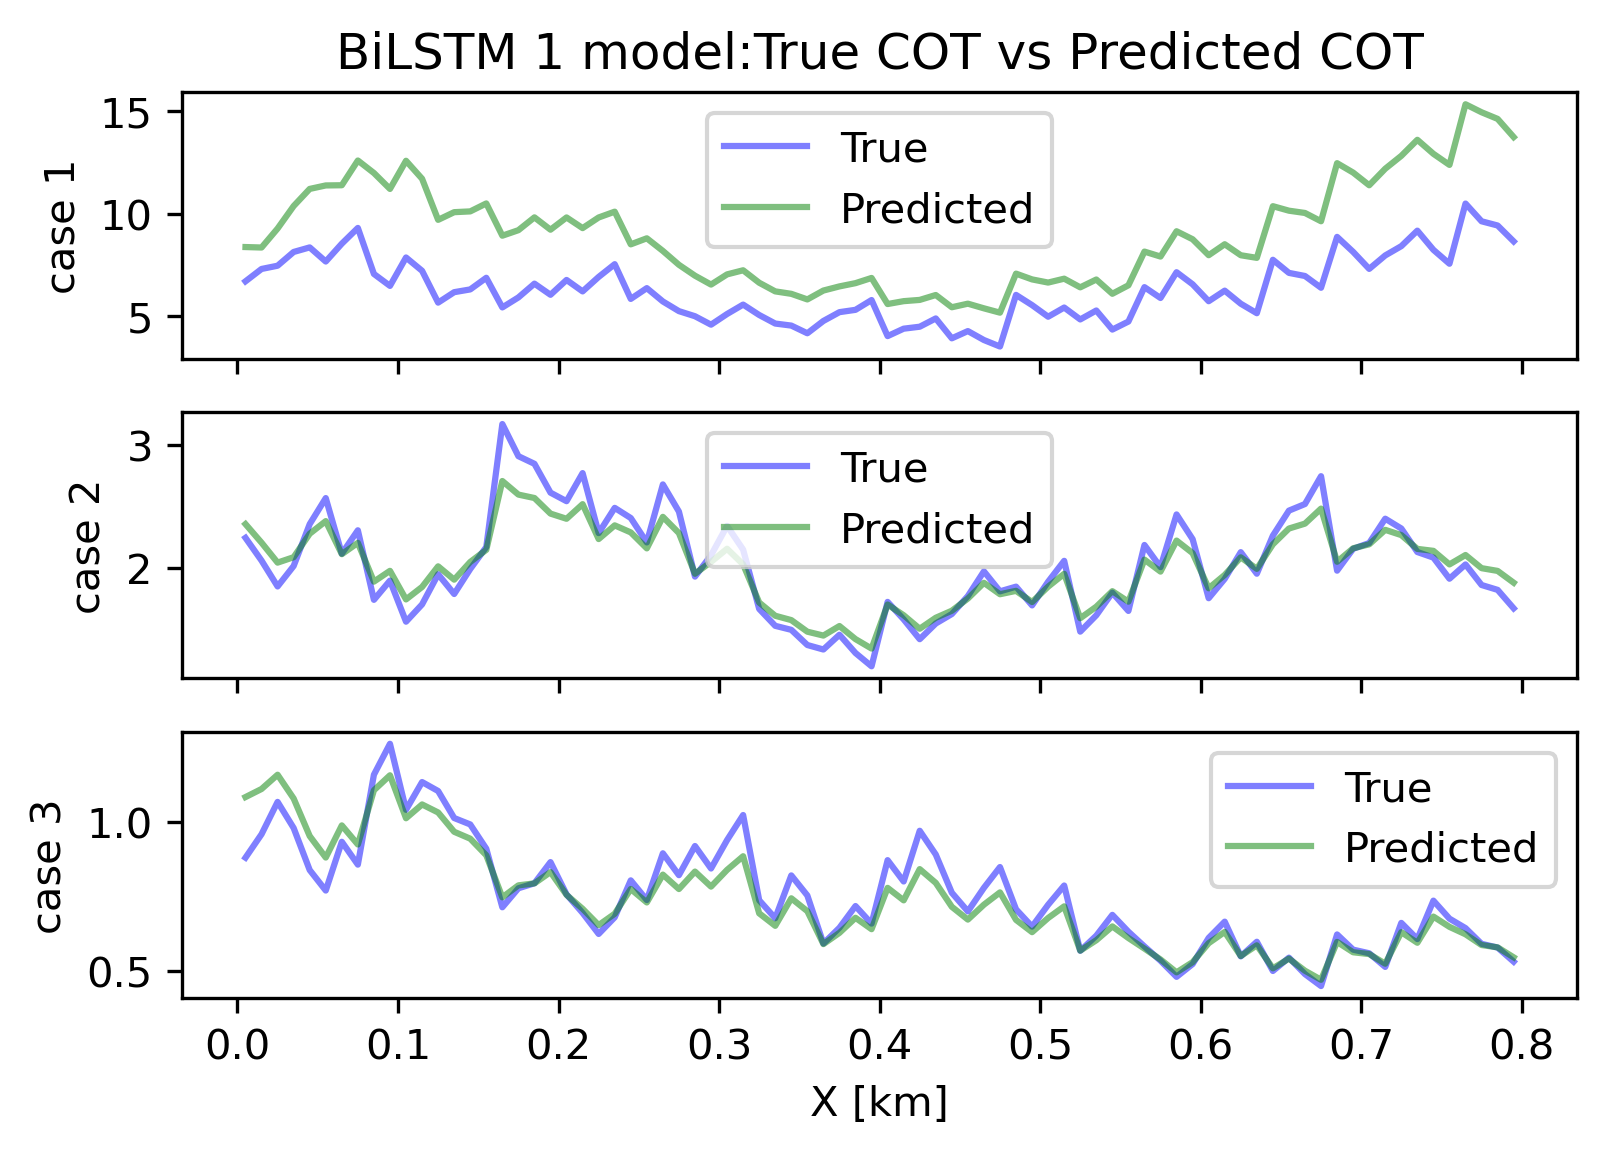 BiLSTM 1 model:True COT vs Predicted COT
case 1
15
10
5
True
Predicted
case 2
3
2
True
Predicted
case 3
1.0
0.5
True
Predicted
0.0 0.1 0.2 0.3 0.4 0.5 0.6 0.7 0.8
X [km]